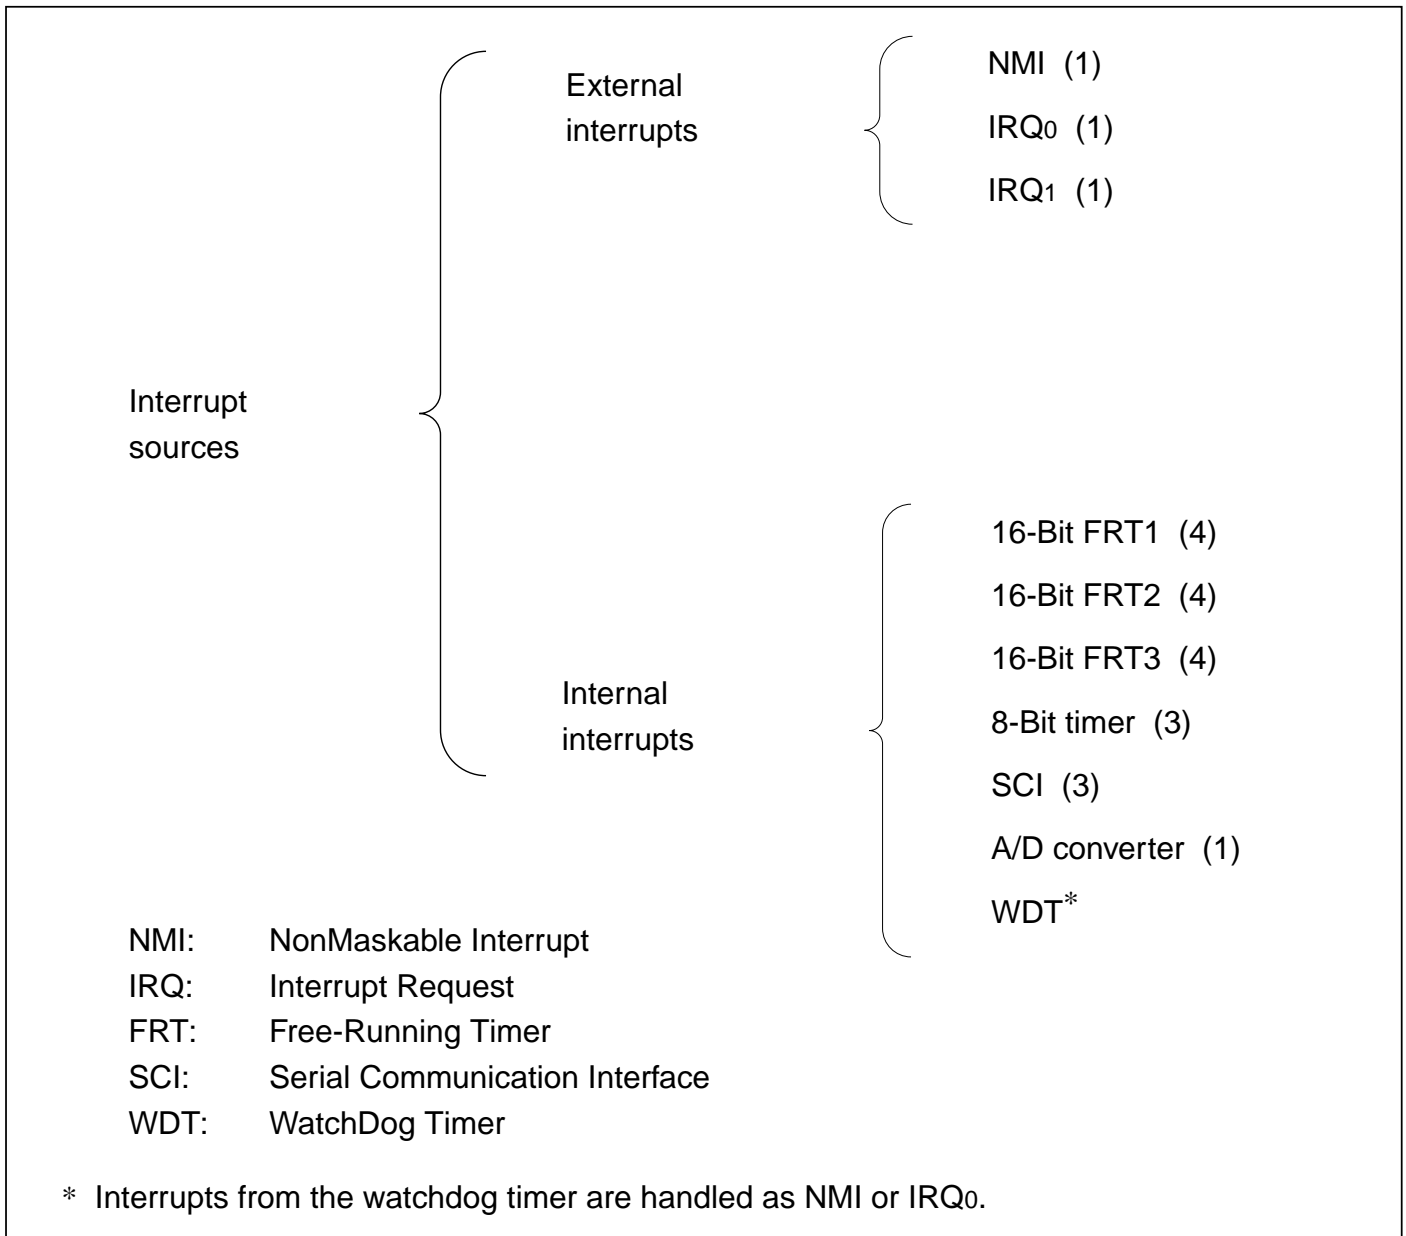 External
interrupts
NMI (1)
IRQ0 (1)
IRQ1 (1)
Interrupt
sources
Internal
interrupts
16-Bit FRT1 (4)
16-Bit FRT2 (4)
16-Bit FRT3 (4)
8-Bit timer (3)
SCI (3)
A/D converter (1)
WDT*
NMI: NonMaskable Interrupt
IRQ: Interrupt Request
FRT: Free-Running Timer
SCI: Serial Communication Interface
WDT: WatchDog Timer
* Interrupts from the watchdog timer are handled as NMI or IRQ0.